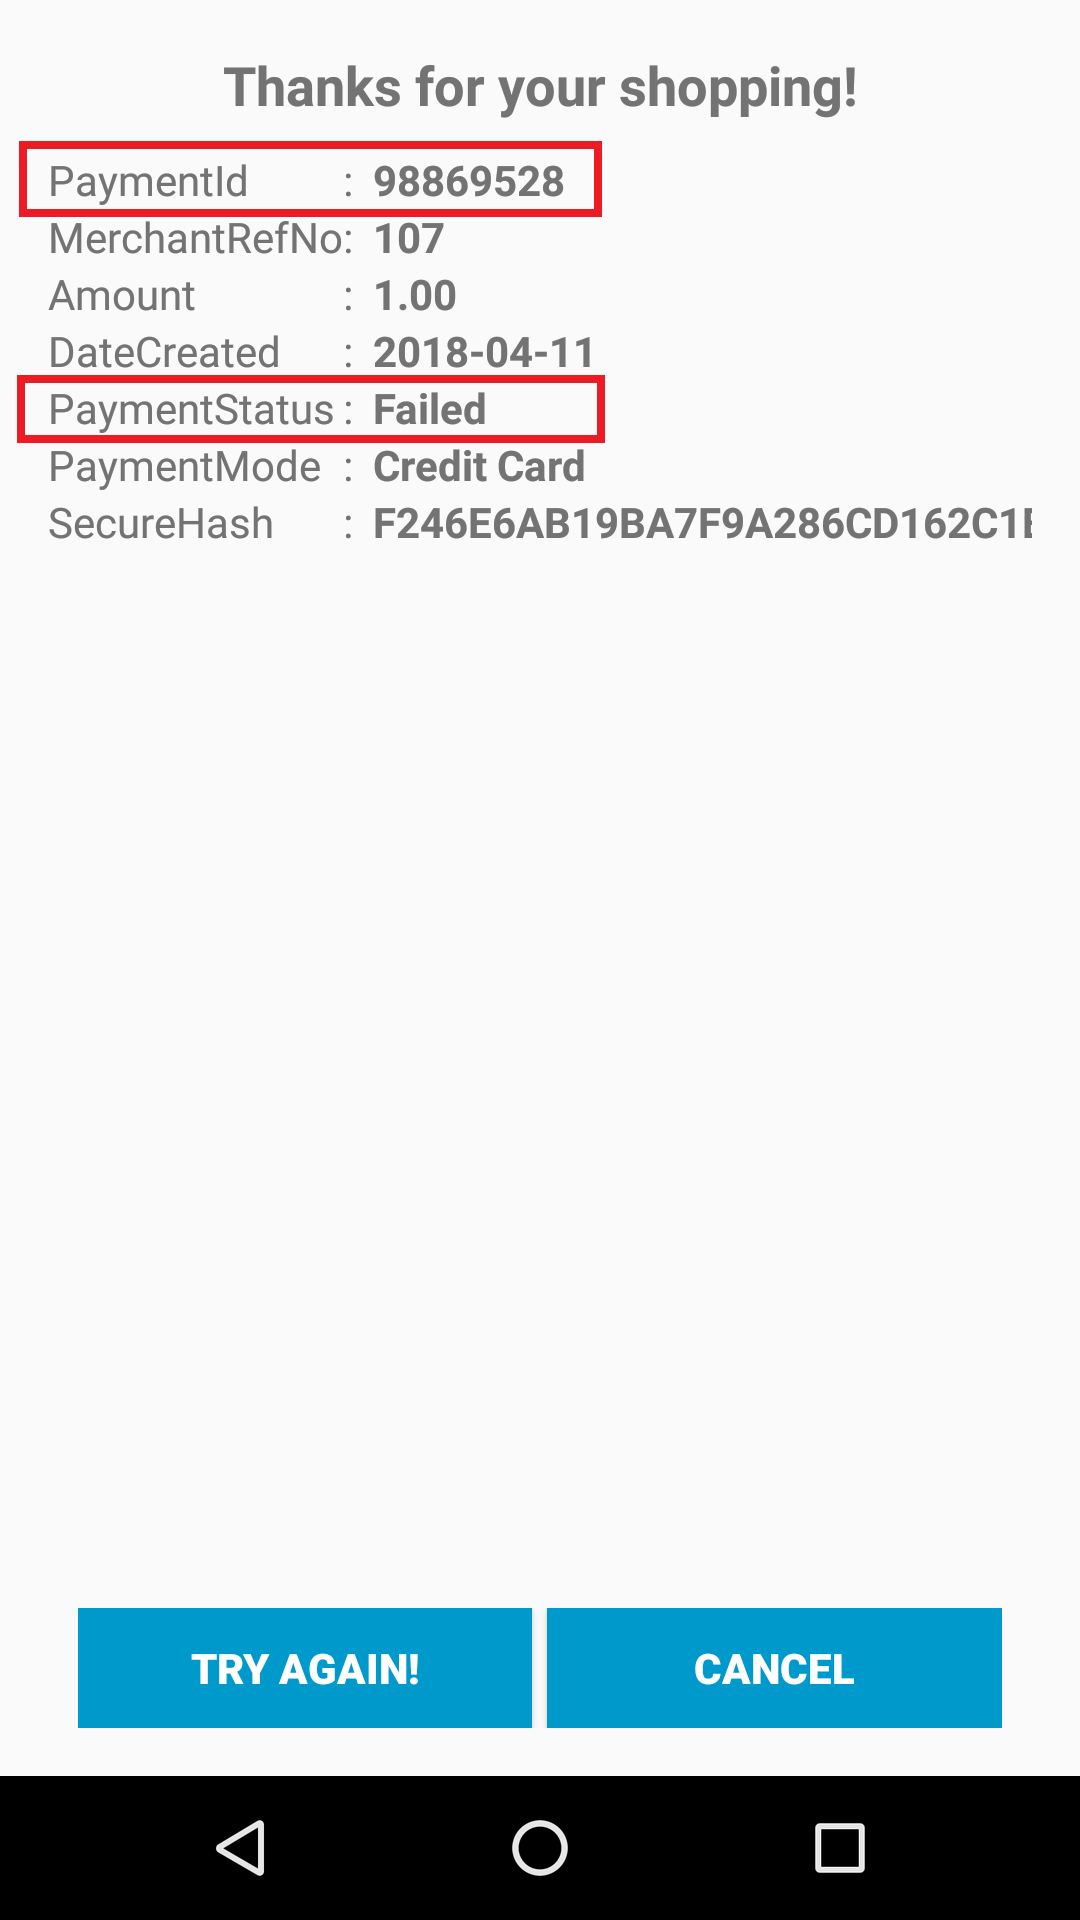 Thanks for your shopping!
PaymentId : 98869528
MerchantRefNo: 107
Amount : 1.00
DateCreated : 2018-04-11
PaymentStatus : Failed
PaymentMode : Credit Card
SecureHash : F246E6AB19BA7F9A286CD162C1
TRY AGAIN! CANCEL